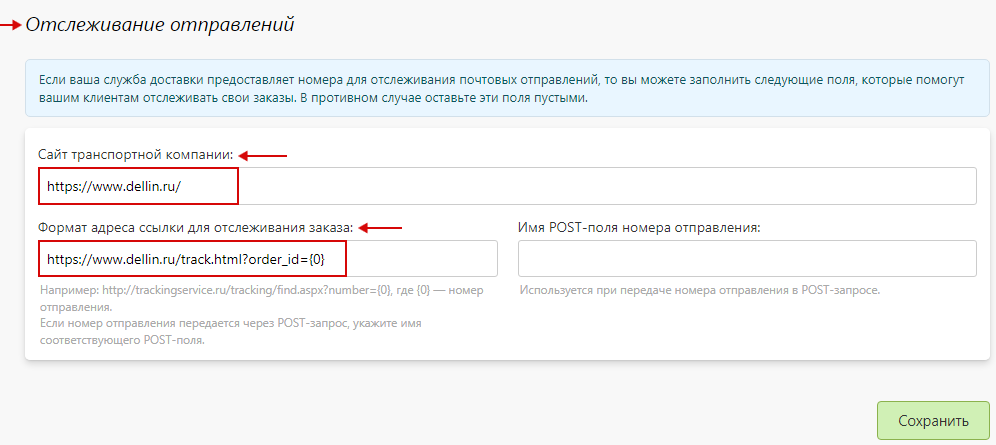 Отслеживание отправлений
Если ваша служба доставки предоставляет номера для отслеживания почтовых отправлений, то вы можете заполнить следующие поля, которые помогут
вашим клиентам отслеживать свои заказы. В противном случае оставьте эти поля пустыми.
Сайт транспортной компании:
https://www.dellin.ru/
Формат адреса ссылки для отслеживания заказа:
https://www.dellin.ru/track.html?order_id={0}
Например: http://trackingservice.ru/tracking/find.aspx?number={0}, где {0} — номер
отправления.
Если номер отправления передается через POST-запрос, укажите имя
соответствующего POST-поля.
Имя POST-поля номера отправления:
Используется при передаче номера отправления в POST-запросе.
Сохранить